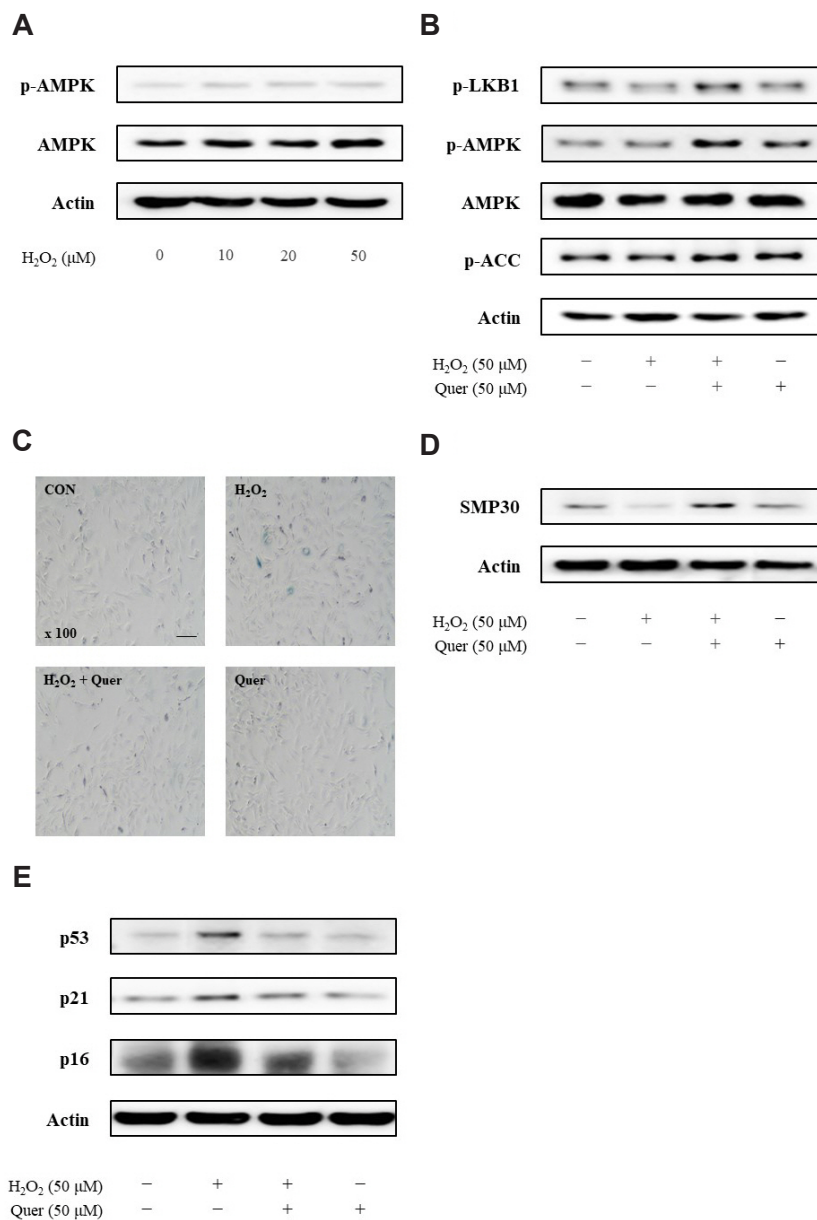 A
p-AMPK
AMPK
Actin
H₂O₂ (μM) 0 10 20 50
B
p-LKB1
p-AMPK
AMPK
p-ACC
Actin
H₂O₂ (50 μM) − + + −
Quer (50 μM) − − + +
C
CON
x 100
H₂O₂
H₂O₂ + Quer
Quer
D
SMP30
Actin
H₂O₂ (50 μM) − + + −
Quer (50 μM) − − + +
E
p53
p21
p16
Actin
H₂O₂ (50 μM) − + + −
Quer (50 μM) − − + +